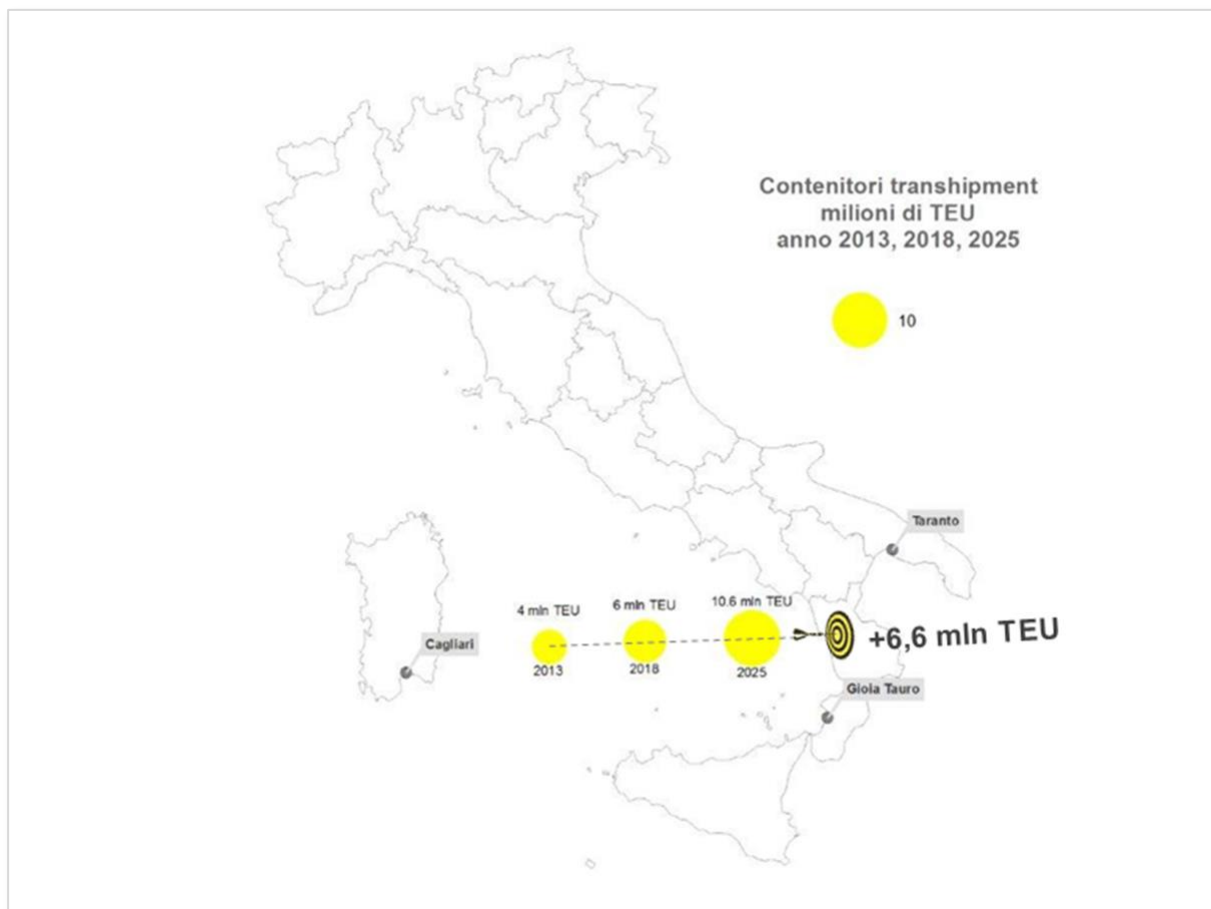 Contenitori transhipment
milioni di TEU
anno 2013, 2018, 2025
10
Taranto
4 mln TEU
6 mln TEU
10.6 mln TEU
+6,6 mln TEU
Cagliari
2013
2018
2025
Gioia Tauro